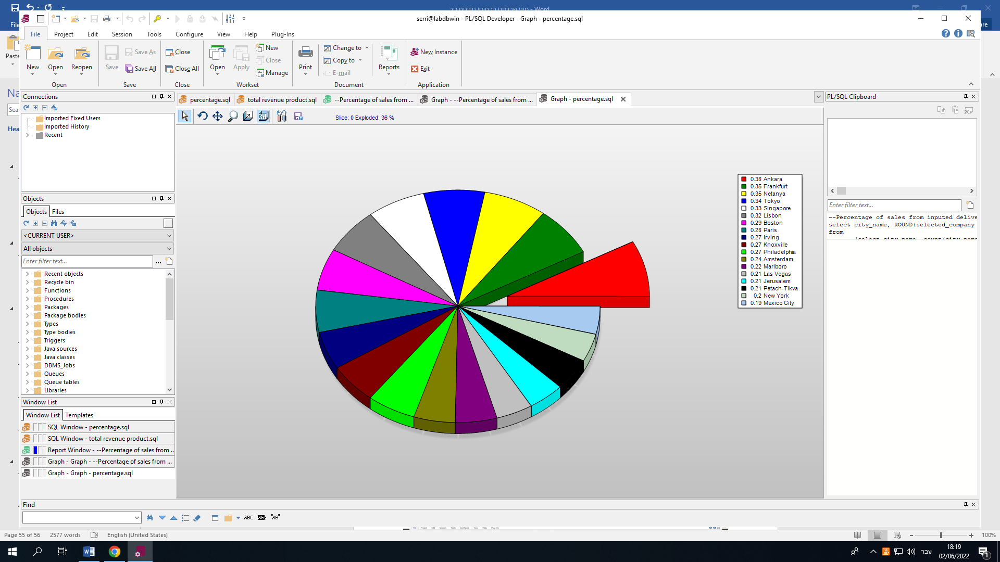 מיני פרויקט בבסיסי נתונים גיר - Word
serri@labdbwin - PL/SQL Developer - Graph - percentage.sql
File Project Edit Session Tools Configure View Help Plug-Ins
Paste
New Open Reopen
Open
Save Save As
Save All
Save
Close
Close All
Close
Open Apply New
Close
Manage
Workset
Print Change to
Copy to
E-mail
Document
Reports
New Instance
Exit
Application
Connections
Imported Fixed Users
Imported History
Recent
percentage.sql
total revenue product.sql
--Percentage of sales from ...
Graph - --Percentage of sales from ...
Graph - percentage.sql
Slice: 0 Exploded: 36 %
0.38 Ankara
0.35 Frankfurt
0.35 Netanya
0.34 Tokyo
0.33 Singapore
0.32 Lisbon
0.29 Boston
0.28 Paris
0.27 Irving
0.27 Knoxville
0.27 Philadelphia
0.24 Amsterdam
0.22 Marlboro
0.21 Las Vegas
0.21 Jerusalem
0.21 Petach-Tikva
0.2 New York
0.19 Mexico City
PL/SQL Clipboard
Enter filter text...
--Percentage of sales from inputed delive
select city_name, ROUND(selected_company
from
Objects
Objects Files
<CURRENT USER>
All objects
Enter filter text...
Recent objects
Recycle bin
Functions
Procedures
Packages
Package bodies
Types
Type bodies
Triggers
Java sources
Java classes
DBMS_Jobs
Queues
Queue tables
Libraries
Window List
Window List Templates
SQL Window - percentage.sql
SQL Window - total revenue product.sql
Report Window - --Percentage of sales from ..
Graph - Graph - --Percentage of sales from ...
Graph - Graph - percentage.sql
Find
ABC AB "AB"
Page 55 of 56 2577 words English (United States) 100%
עבר
18:19
02/06/2022
1